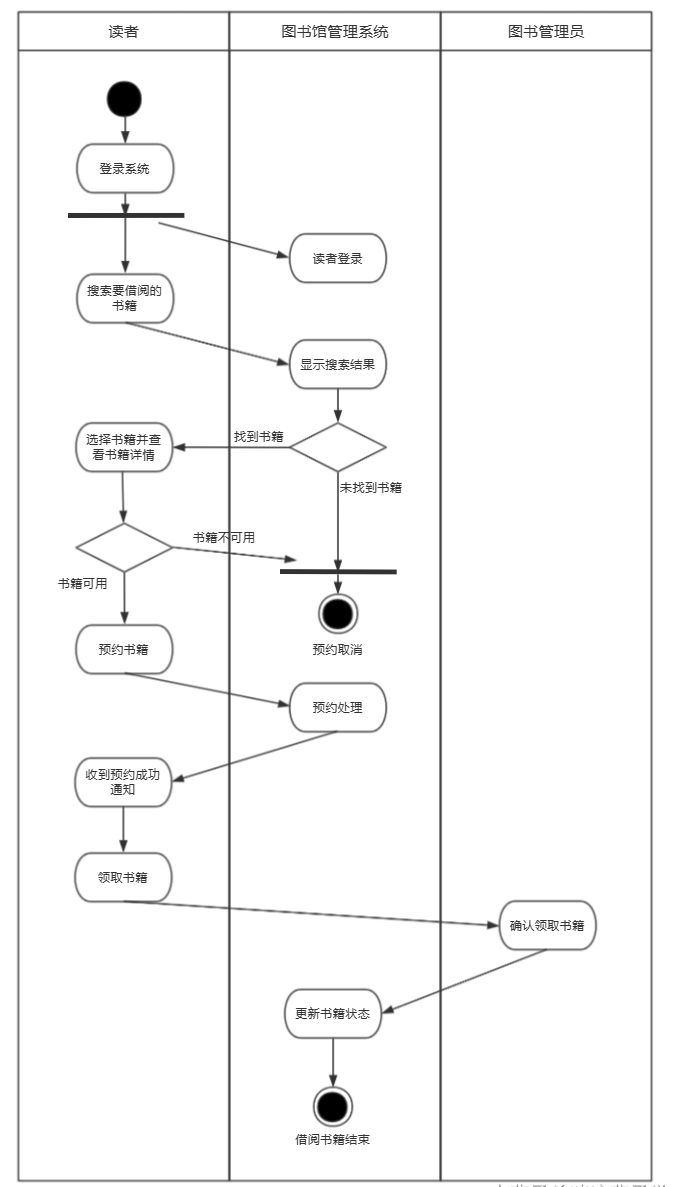 读者
图书馆管理系统
图书管理员
登录系统
读者登录
搜索要借阅的
书籍
显示搜索结果
找到书籍
选择书籍并查
看书籍详情
未找到书籍
书籍不可用
书籍可用
预约书籍
预约取消
预约处理
收到预约成功
通知
领取书籍
确认领取书籍
更新书籍状态
借阅书籍结束